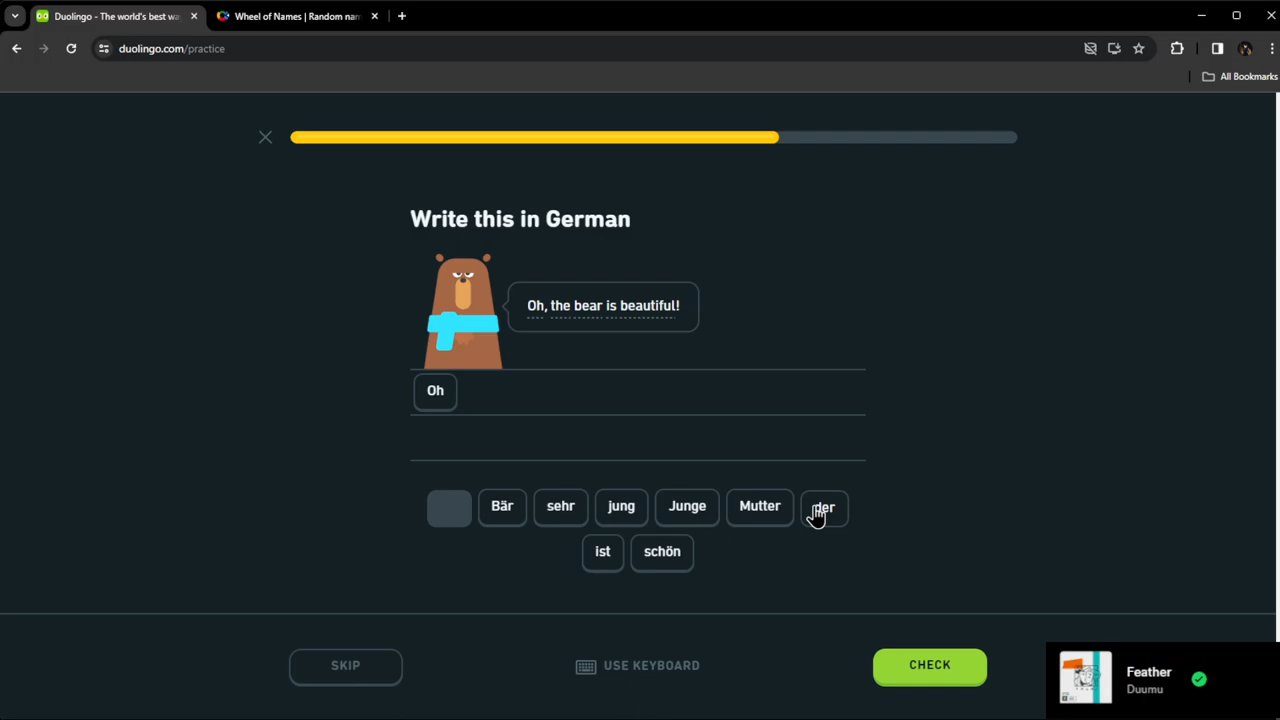 Duolingo - The world's best wa
Wheel of Names | Random nam
duolingo.com/practice
All Bookmarks
Write this in German
Oh, the bear is beautiful!
Oh
Bär sehr jung Junge Mutter der
ist schön
SKIP
USE KEYBOARD
CHECK
Feather
Duumu